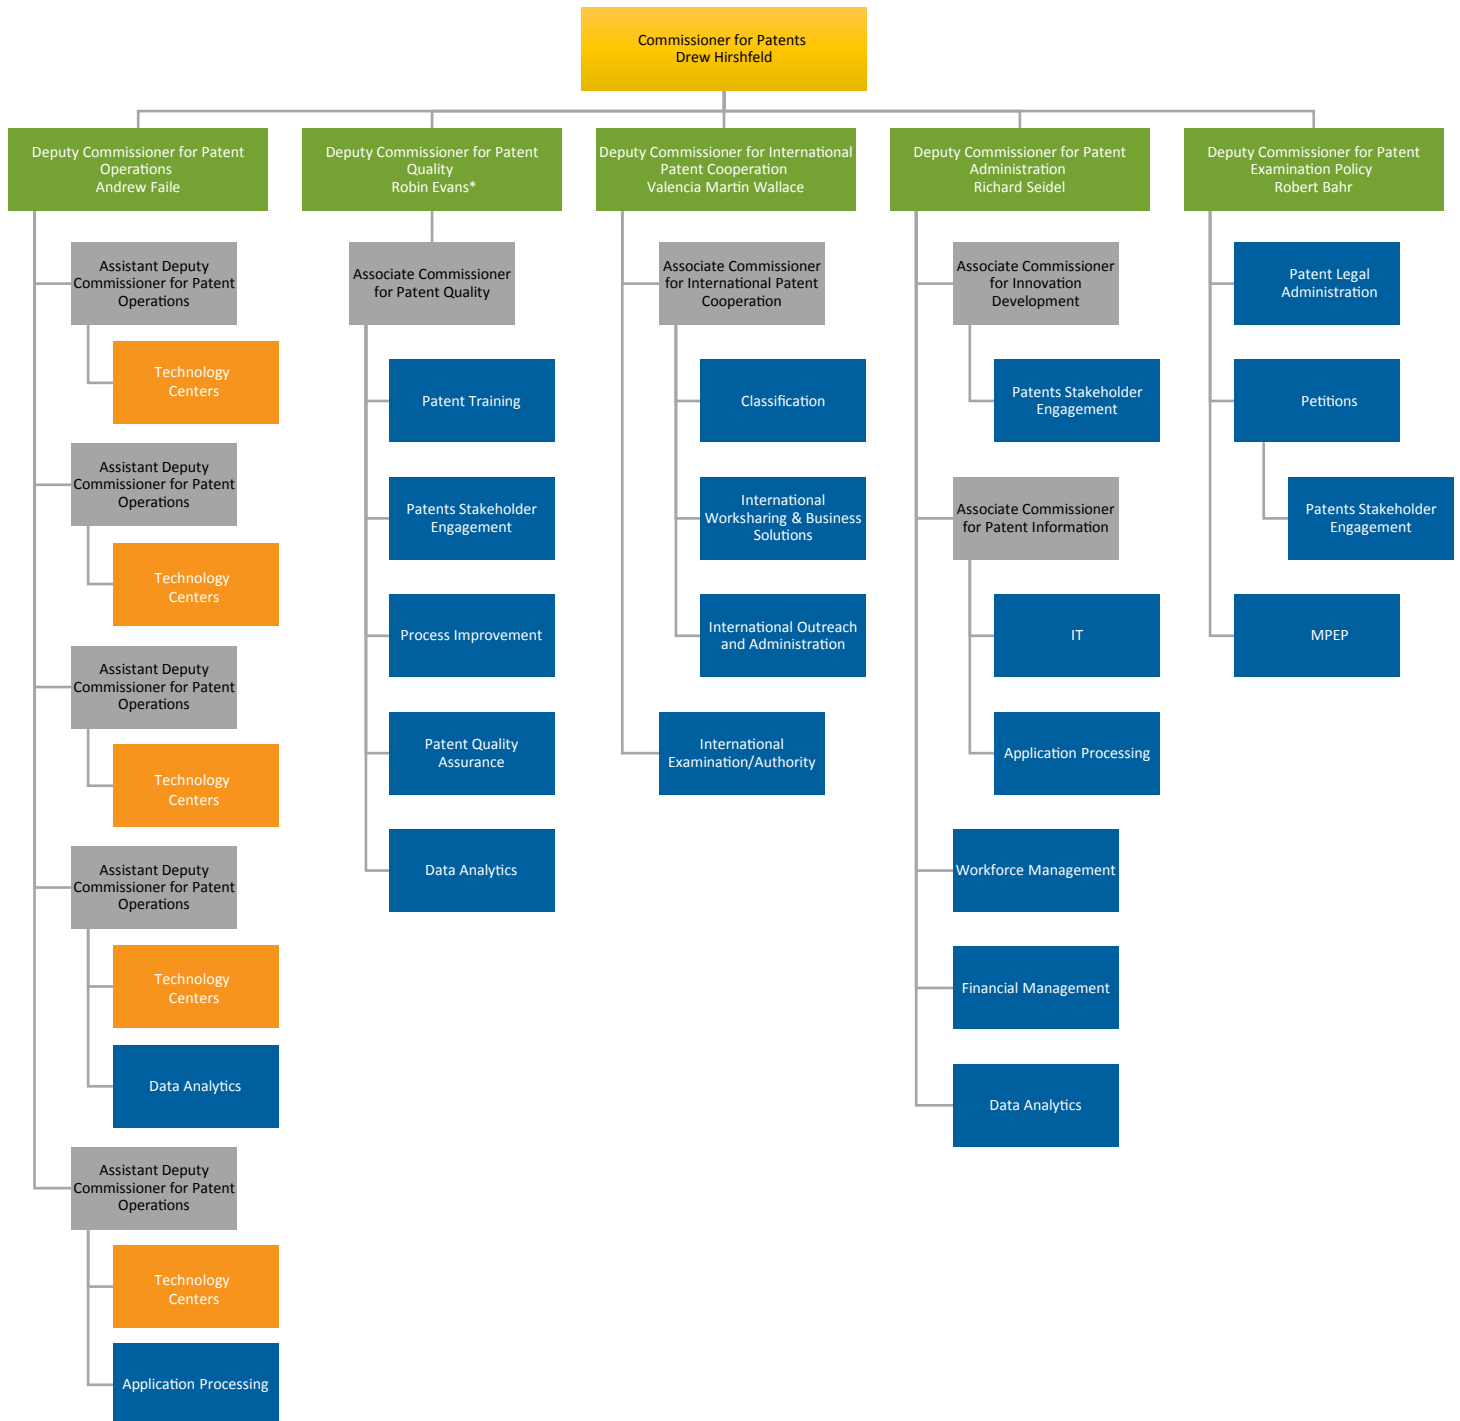 Commissioner for Patents
Drew Hirshfeld
Deputy Commissioner for Patent
Operations
Andrew Faile
Assistant Deputy
Commissioner for Patent
Operations
Technology
Centers
Assistant Deputy
Commissioner for Patent
Operations
Technology
Centers
Assistant Deputy
Commissioner for Patent
Operations
Technology
Centers
Assistant Deputy
Commissioner for Patent
Operations
Technology
Centers
Data Analytics
Assistant Deputy
Commissioner for Patent
Operations
Technology
Centers
Application Processing
Deputy Commissioner for Patent
Quality
Robin Evans*
Associate Commissioner
for Patent Quality
Patent Training
Patents Stakeholder
Engagement
Process Improvement
Patent Quality
Assurance
Data Analytics
Deputy Commissioner for International
Patent Cooperation
Valencia Martin Wallace
Associate Commissioner
for International Patent
Cooperation
Classification
International
Worksharing & Business
Solutions
International Outreach
and Administration
International
Examination/Authority
Deputy Commissioner for Patent
Administration
Richard Seidel
Associate Commissioner
for Innovation
Development
Patents Stakeholder
Engagement
Associate Commissioner
for Patent Information
IT
Application Processing
Workforce Management
Financial Management
Data Analytics
Deputy Commissioner for Patent
Examination Policy
Robert Bahr
Patent Legal
Administration
Petitions
Patents Stakeholder
Engagement
MPEP